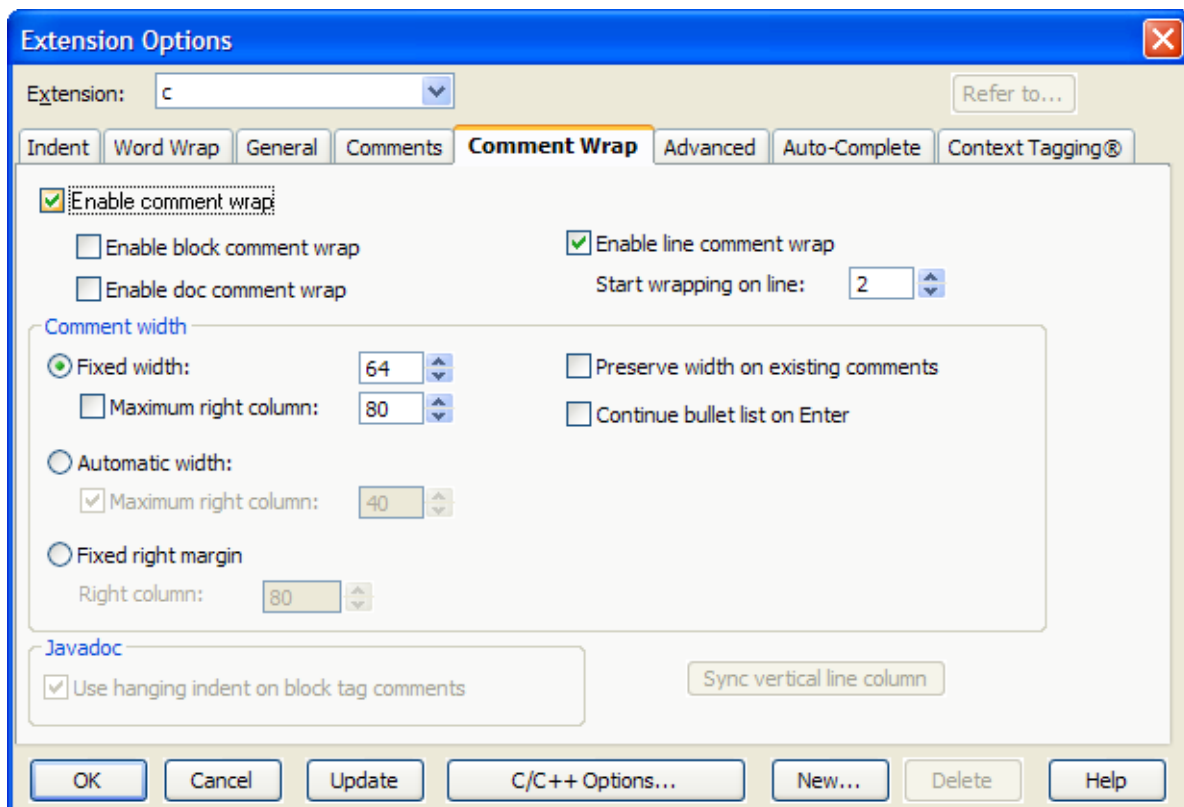 Extension Options
Extension: c Refer to...
Indent Word Wrap General Comments Comment Wrap Advanced Auto-Complete Context Tagging®
Enable comment wrap
Enable block comment wrap Enable line comment wrap
Enable doc comment wrap Start wrapping on line: 2
Comment width
Fixed width: 64 Preserve width on existing comments
Maximum right column: 80 Continue bullet list on Enter
Automatic width:
Maximum right column: 40
Fixed right margin
Right column: 80
Javadoc
Use hanging indent on block tag comments Sync vertical line column
OK Cancel Update C/C++ Options... New... Delete Help